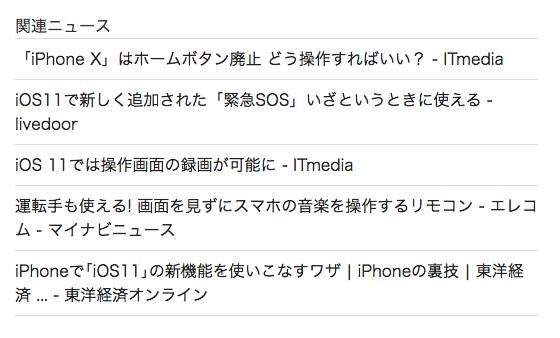 関連ニュース
「iPhone X」はホームボタン廃止 どう操作すればいい？ - ITmedia
iOS11で新しく追加された「緊急SOS」いざというときに使える -
livedoor
iOS 11では操作画面の録画が可能に - ITmedia
運転手も使える! 画面を見ずにスマホの音楽を操作するリモコン - エレコ
ム - マイナビニュース
iPhoneで｢iOS11｣の新機能を使いこなすワザ | iPhoneの裏技 | 東洋経
済 ... - 東洋経済オンライン